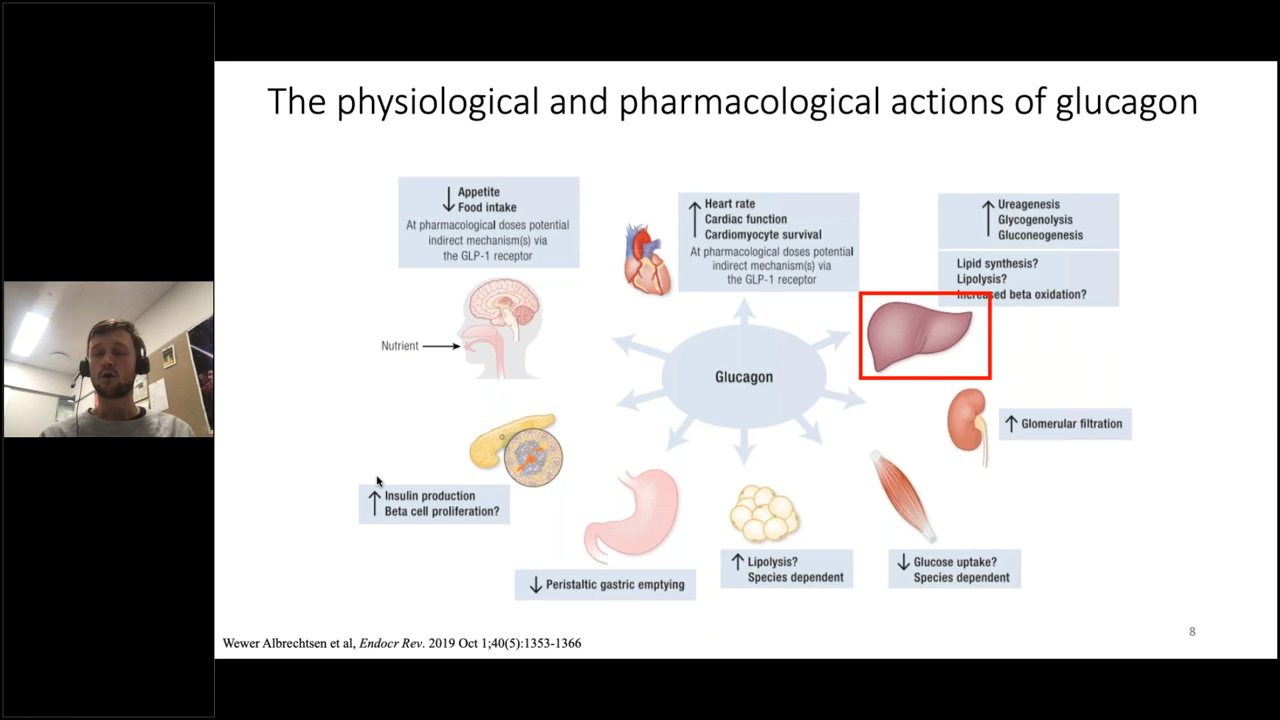 The physiological and pharmacological actions of glucagon
Appetite
Food intake
At pharmacological doses potential
indirect mechanism(s) via
the GLP-1 receptor
Heart rate
Cardiac function
Cardiomyocyte survival
At pharmacological doses potential
indirect mechanism(s) via
the GLP-1 receptor
Ureagenesis
Glycogenolysis
Gluconeogenesis
Lipid synthesis?
Lipolysis?
Increased beta oxidation?
Nutrient
Glucagon
Glomerular filtration
Insulin production
Beta cell proliferation?
Peristaltic gastric emptying
Lipolysis?
Species dependent
Glucose uptake?
Species dependent
Wewer Albrechtsen et al, Endocr Rev. 2019 Oct 1;40(5):1353-1366
8